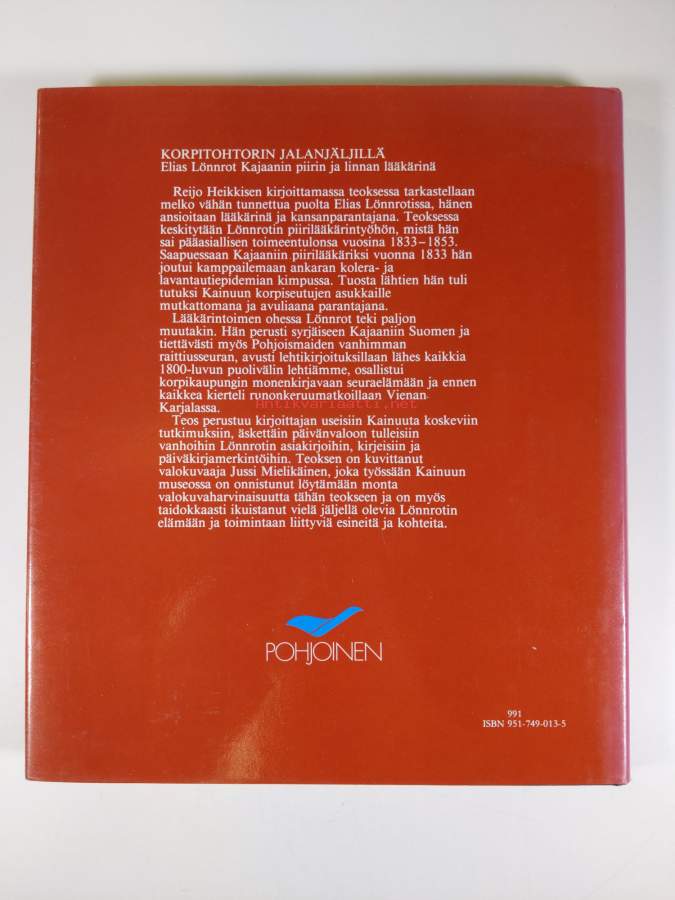 KORPITOHTORIN JALANJÄLJILLÄ
Elias Lönnrot Kajaanin piirin ja linnan lääkärinä
Reijo Heikkisen kirjoittamassa teoksessa tarkastellaan
melko vähän tunnettua puolta Elias Lönnrotissa, hänen
ansioitaan lääkärinä ja kansanparantajana. Teoksessa
keskitytään Lönnrotin piirilääkärintyöhön, mistä hän
sai pääasiallisen toimeentulonsa vuosina 1833–1853.
Saapuessaan Kajaaniin piirilääkäriksi vuonna 1833 hän
joutui kamppailemaan ankaran kolera- ja
lavantautiepidemian kimpussa. Tuosta lähtien hän tuli
tutuksi Kainuun korpiseutujen asukkaille
mutkattomana ja avuliaana parantajana.
Lääkärintoimen ohessa Lönnrot teki paljon
muutakin. Hän perusti syrjäiseen Kajaaniin Suomen ja
tiettävästi myös Pohjoismaiden vanhimman
raittiusseuran, avusti lehtikirjoituksillaan lähes kaikkia
1800-luvun puolivälin lehtiämme, osallistui
korpikaupungin monenkirjavaan seuraelämään ja ennen
kaikkea kierteli runonkeruumatkoillaan Vienan
Karjalassa.
antikvariaatti.net
Teos perustuu kirjoittajan useisiin Kainuuta koskeviin
tutkimuksiin, äskettäin päivänvaloon tulleisiin
vanhoihin Lönnrotin asiakirjoihin, kirjeisiin ja
päiväkirjamerkintöihin. Teoksen on kuvittanut
valokuvaaja Jussi Mielikäinen, joka työssään Kainuun
museossa on onnistunut löytämään monta
valokuvaharvinaisuutta tähän teokseen ja on myös
taidokkaasti ikuistanut vielä jäljellä olevia Lönnrotin
elämään ja toimintaan liittyviä esineitä ja kohteita.
POHJOINEN
991
ISBN 951-749-013-5